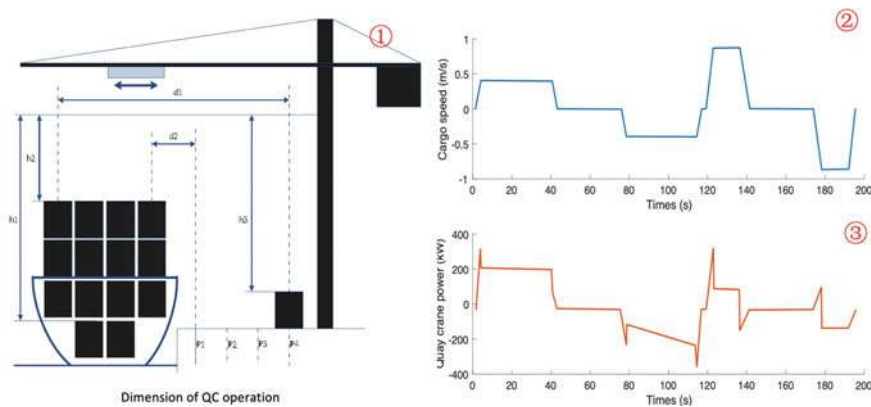 ①
d1
d2
h2
h1
h3
P1 P2 P3 P4
Dimension of QC operation
②
Cargo speed (m/s)
1
0.5
0
-0.5
-1
0 20 40 60 80 100 120 140 160 180 200
Times (s)
③
Quay crane power (kW)
400
200
0
-200
-400
0 20 40 60 80 100 120 140 160 180 200
Times (s)